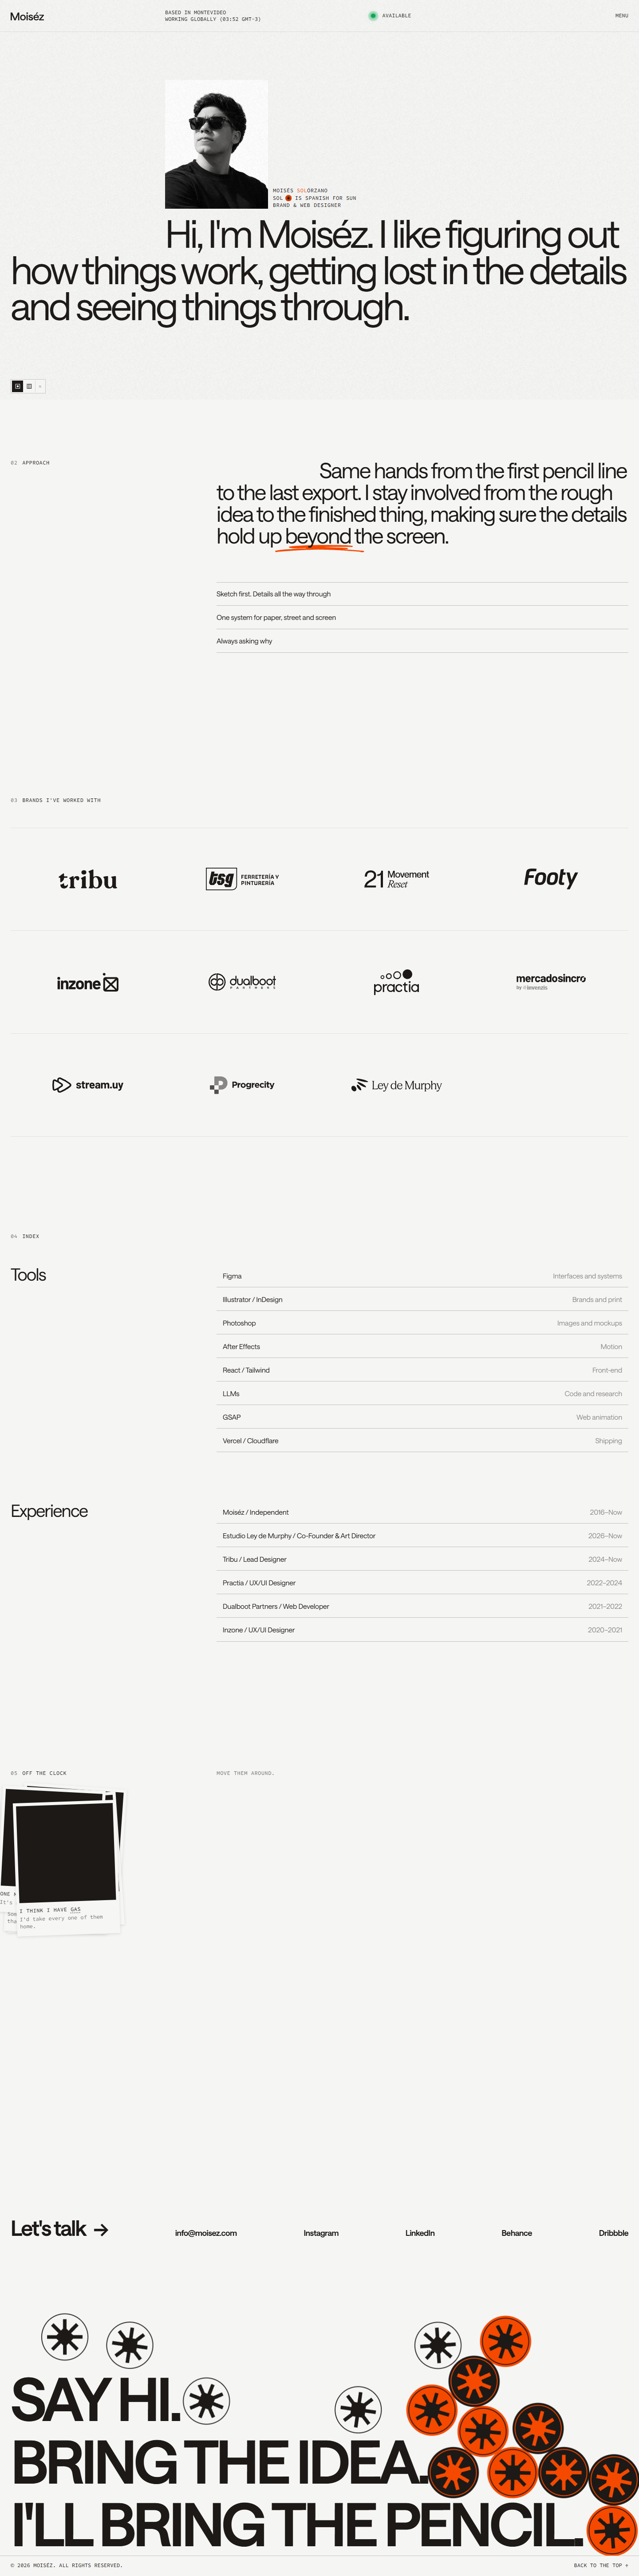 Moiséz
BASED IN MONTEVIDEO
WORKING GLOBALLY (03:52 GMT-3)
AVAILABLE
MENU
MOISÉS SOLÓRZANO
SOL IS SPANISH FOR SUN
BRAND & WEB DESIGNER
Hi, I'm Moiséz. I like figuring out
how things work, getting lost in the details
and seeing things through.
02 APPROACH
Same hands from the first pencil line
to the last export. I stay involved from the rough
idea to the finished thing, making sure the details
hold up beyond the screen.
Sketch first. Details all the way through
One system for paper, street and screen
Always asking why
03 BRANDS I'VE WORKED WITH
tribu
tsg FERRETERÍA Y
PINTURERÍA
21 Movement
Reset
Footy
inzone
dualboot
PARTNERS
practia
mercadosincro
by
stream.uy
Progrecity
Ley de Murphy
04 INDEX
Tools
Figma Interfaces and systems
Illustrator / InDesign Brands and print
Photoshop Images and mockups
After Effects Motion
React / Tailwind Front-end
LLMs Code and research
GSAP Web animation
Vercel / Cloudflare Shipping
Experience
Moiséz / Independent 2016–Now
Estudio Ley de Murphy / Co-Founder & Art Director 2026–Now
Tribu / Lead Designer 2024–Now
Practia / UX/UI Designer 2022–2024
Dualboot Partners / Web Developer 2021–2022
Inzone / UX/UI Designer 2020–2021
05 OFF THE CLOCK
MOVE THEM AROUND.
ONE
It's
I THINK I HAVE GAS
I'd take every one of them
home.
Let's talk →
info@moisez.com
Instagram
LinkedIn
Behance
Dribbble
SAY HI.
BRING THE IDEA.
I'LL BRING THE PENCIL.
© 2026 MOISÉZ. ALL RIGHTS RESERVED.
BACK TO THE TOP ↑